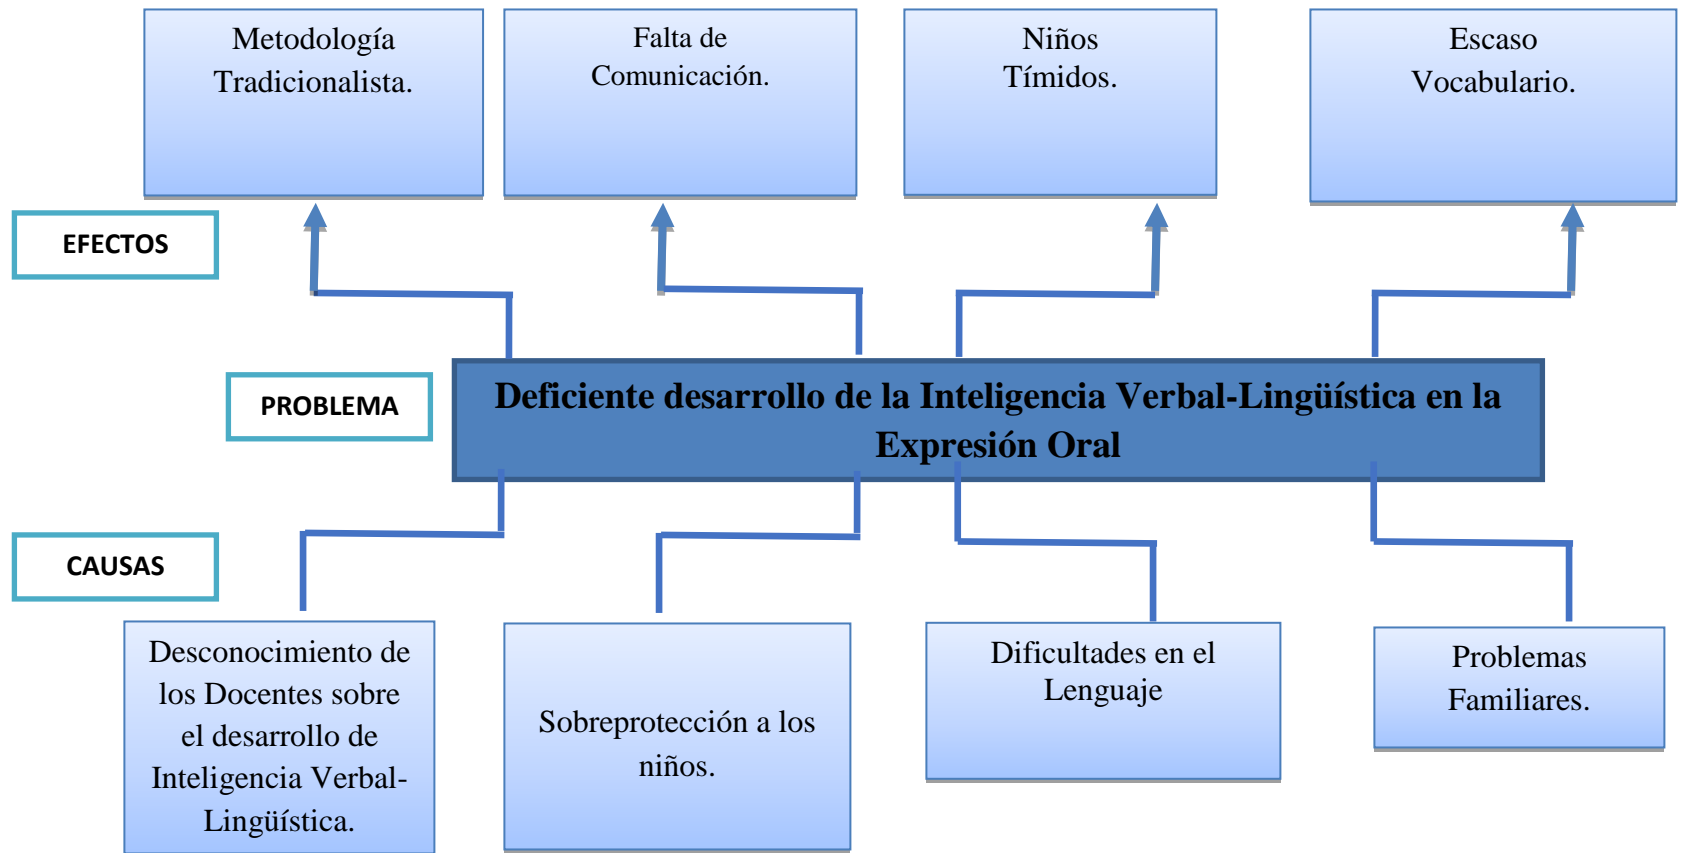 Metodología
Tradicionalista.
Falta de
Comunicación.
Niños
Tímidos.
Escaso
Vocabulario.
EFECTOS
PROBLEMA
Deficiente desarrollo de la Inteligencia Verbal-Lingüística en la
Expresión Oral
CAUSAS
Desconocimiento de
los Docentes sobre
el desarrollo de
Inteligencia Verbal-
Lingüística.
Sobreprotección a los
niños.
Dificultades en el
Lenguaje
Problemas
Familiares.